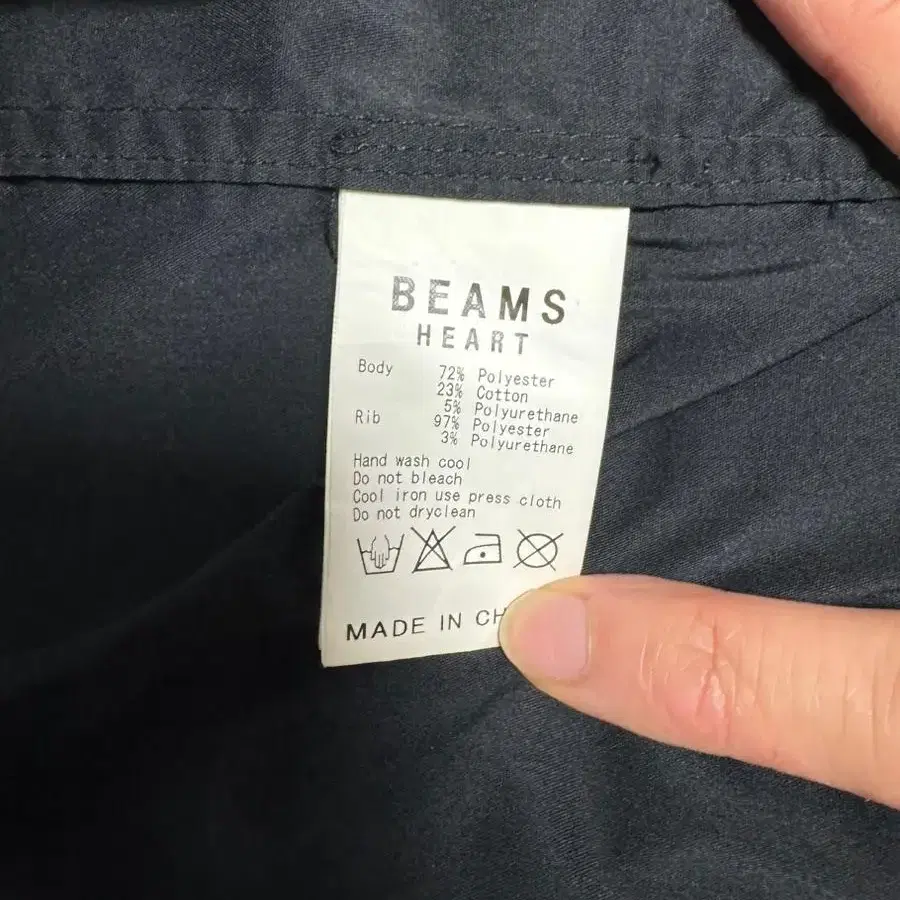 BEAMS
HEART
Body 72% Polyester
23% Cotton
5% Polyurethane
Rib 97% Polyester
3% Polyurethane
Hand wash cool
Do not bleach
Cool iron use press cloth
Do not dryclean
MADE IN